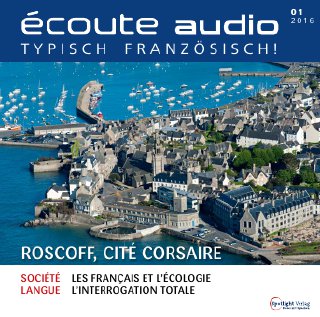 écoute audio
01
2016
TYPISCH FRANZÖSISCH!
ROSCOFF, CITÉ CORSAIRE
SOCIÉTÉ LES FRANÇAIS ET L'ÉCOLOGIE
LANGUE L'INTERROGATION TOTALE
Spotlight Verlag